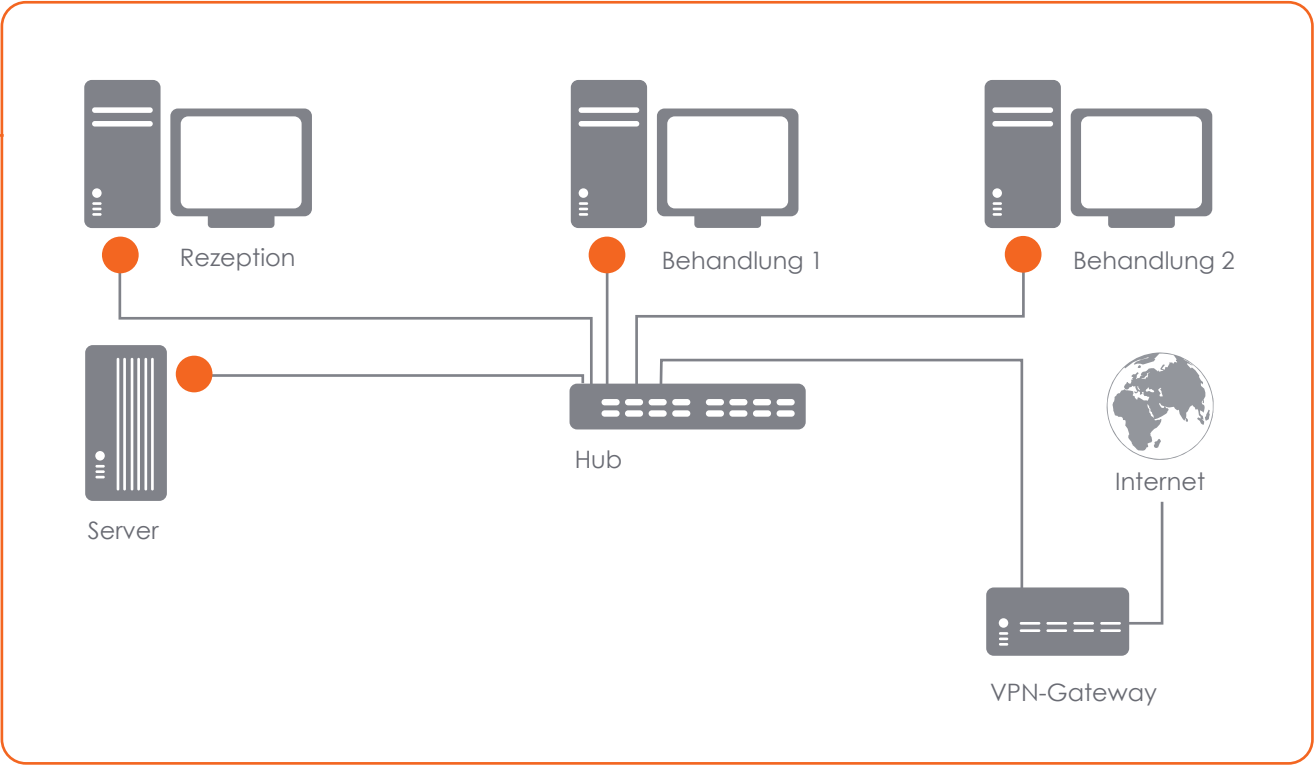 Rezeption
Behandlung 1
Behandlung 2
Hub
Internet
Server
VPN-Gateway